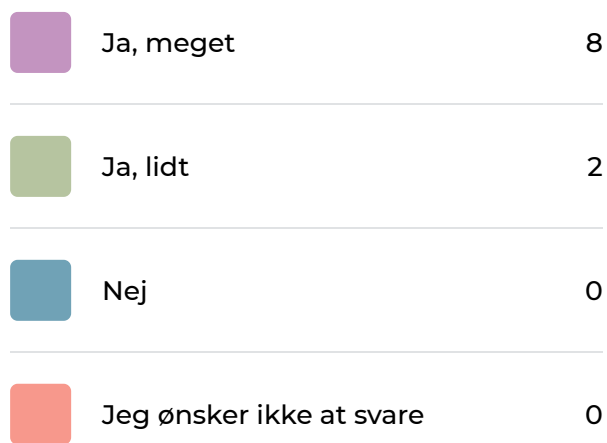 Ja, meget 8
Ja, lidt 2
Nej 0
Jeg ønsker ikke at svare 0